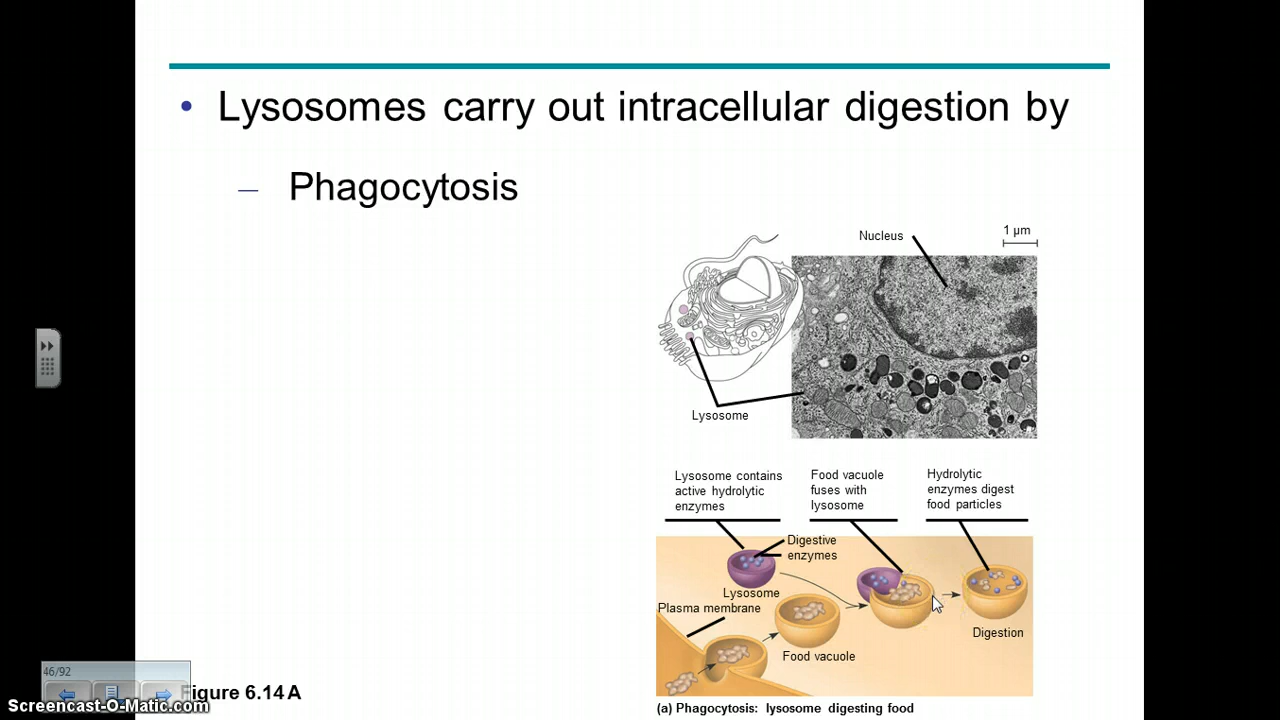 • Lysosomes carry out intracellular digestion by
– Phagocytosis
Nucleus
1 µm
Lysosome
Lysosome contains
active hydrolytic
enzymes
Food vacuole
fuses with
lysosome
Hydrolytic
enzymes digest
food particles
Digestive
enzymes
Lysosome
Plasma membrane
Digestion
Food vacuole
46/92
igure 6.14 A
Screencast-O-Matic.com
(a) Phagocytosis: lysosome digesting food